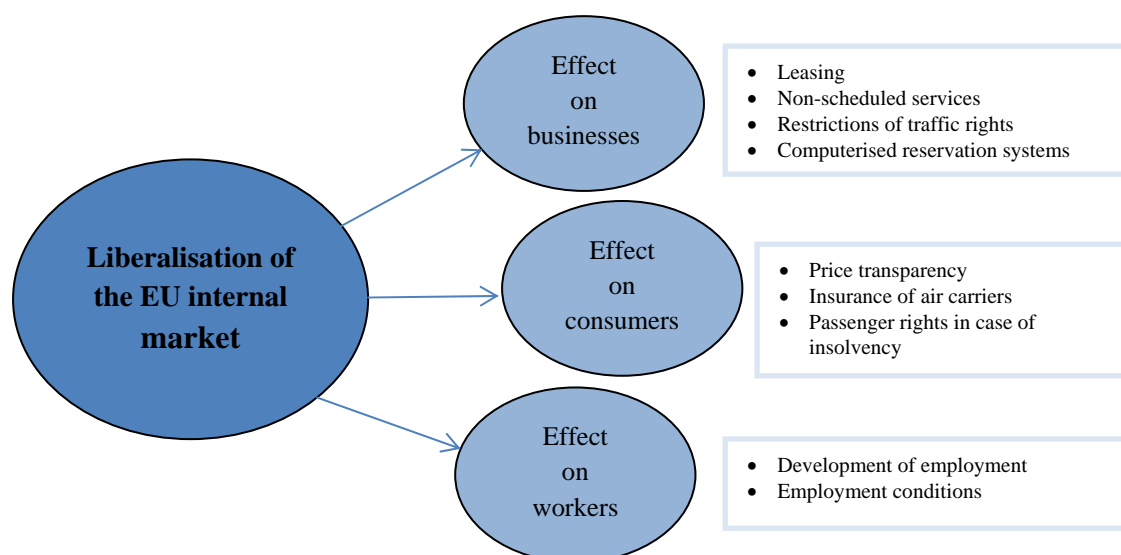 Liberalisation of
the EU internal
market
Effect
on
businesses
• Leasing
• Non-scheduled services
• Restrictions of traffic rights
• Computerised reservation systems
Effect
on
consumers
• Price transparency
• Insurance of air carriers
• Passenger rights in case of
insolvency
Effect
on
workers
• Development of employment
• Employment conditions